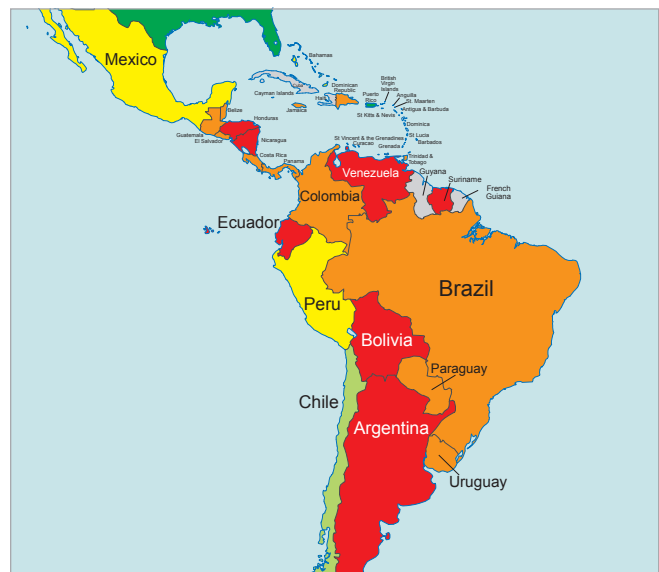 Mexico
Bahamas
Cuba
Cayman Islands
Dominican
Republic
Haiti
Jamaica
Puerto
Rico
British
Virgin
Islands
Anguilla
St. Maarten
Antigua & Barbuda
St Kitts & Nevis
Dominica
St Lucia
Barbados
St Vincent & the Grenadines
Curacao
Grenada
Trinidad &
Tobago
Belize
Honduras
Guatemala
El Salvador
Nicaragua
Costa Rica
Panama
Venezuela
Guyana
Suriname
French
Guiana
Colombia
Ecuador
Peru
Brazil
Bolivia
Paraguay
Chile
Argentina
Uruguay